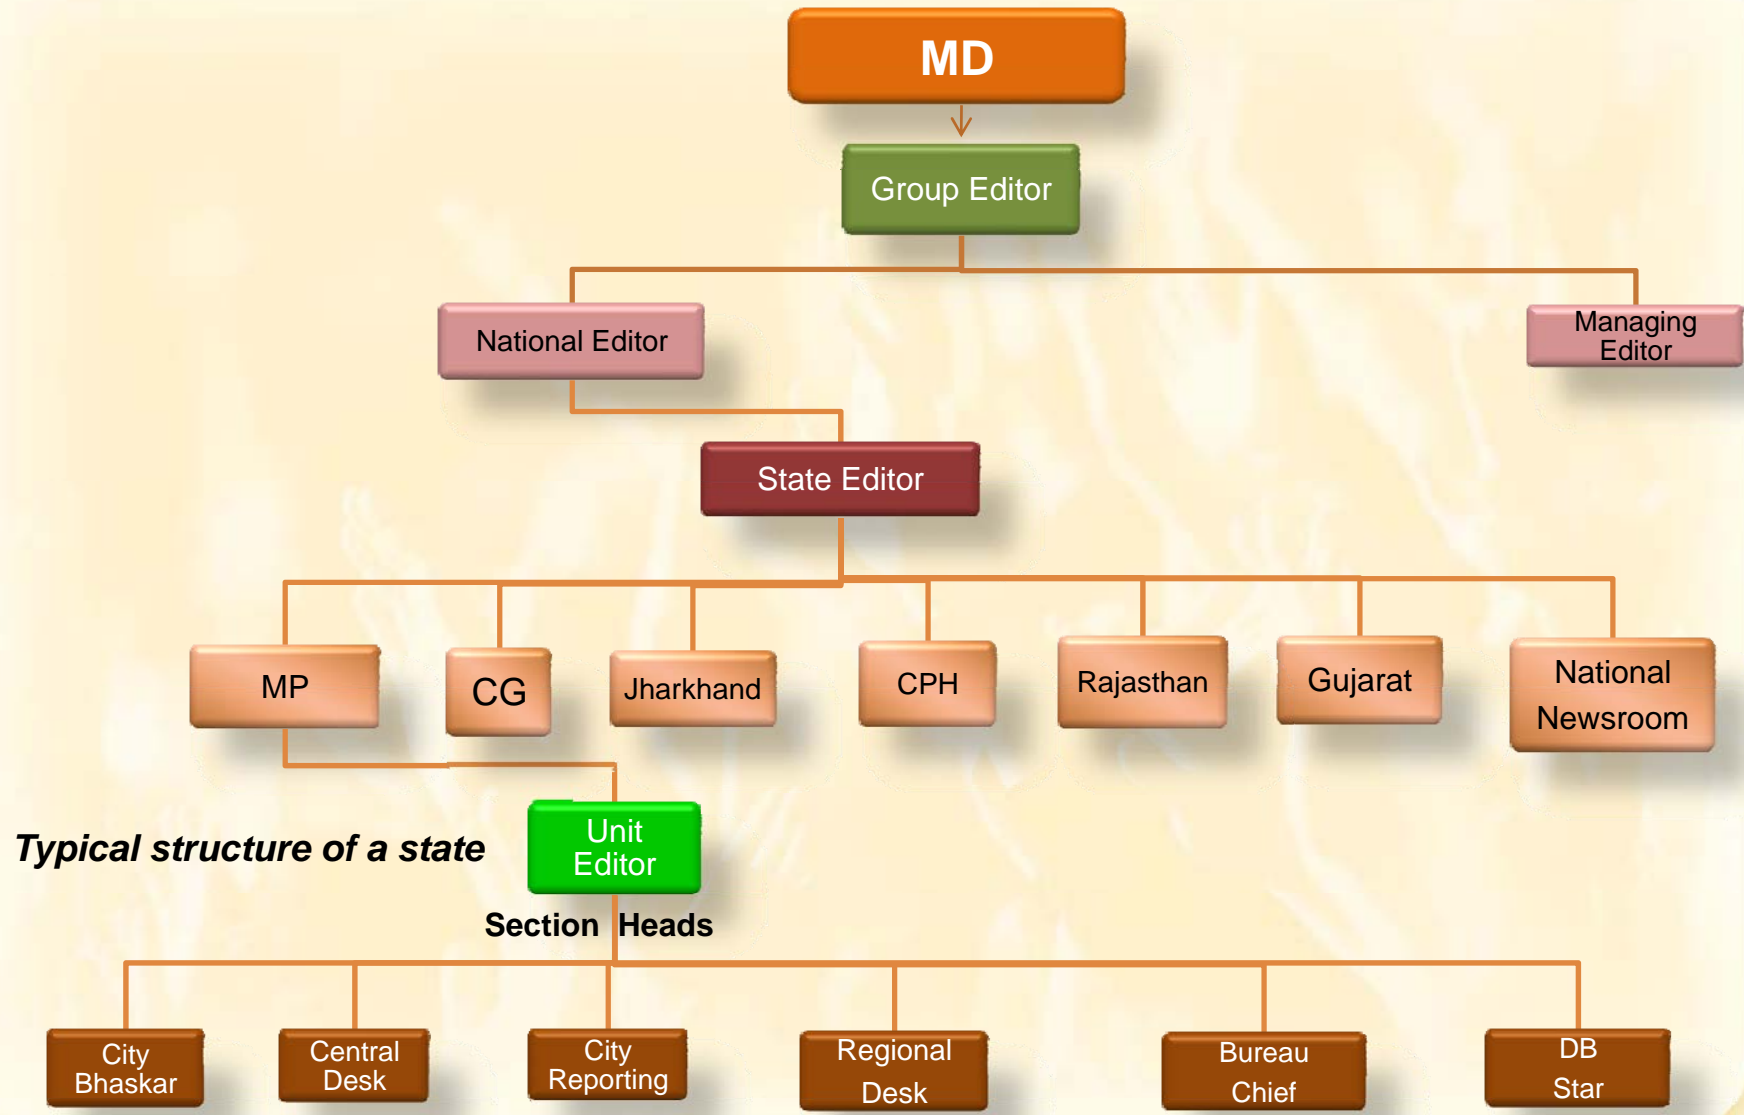 MD
Group Editor
National Editor
Managing
Editor
State Editor
MP
CG
Jharkhand
CPH
Rajasthan
Gujarat
National
Newsroom
Typical structure of a state
Unit
Editor
Section Heads
City
Bhaskar
Central
Desk
City
Reporting
Regional
Desk
Bureau
Chief
DB
Star